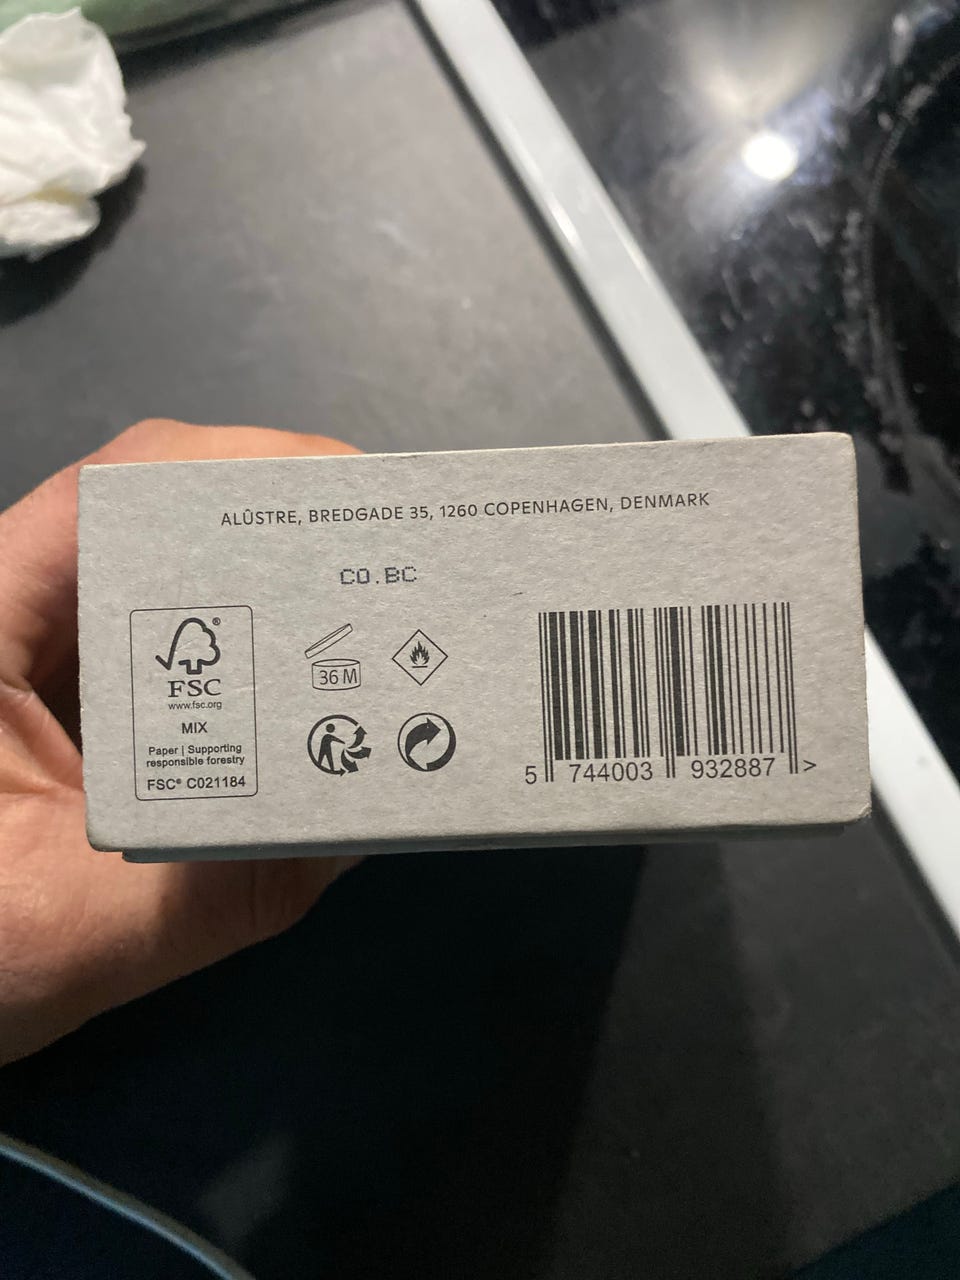 ALÛSTRE, BREDGADE 35, 1260 COPENHAGEN, DENMARK
CO.BC
®
FSC
www.fsc.org
MIX
Paper | Supporting
responsible forestry
FSC® C021184
36 M
5 744003 932887 >